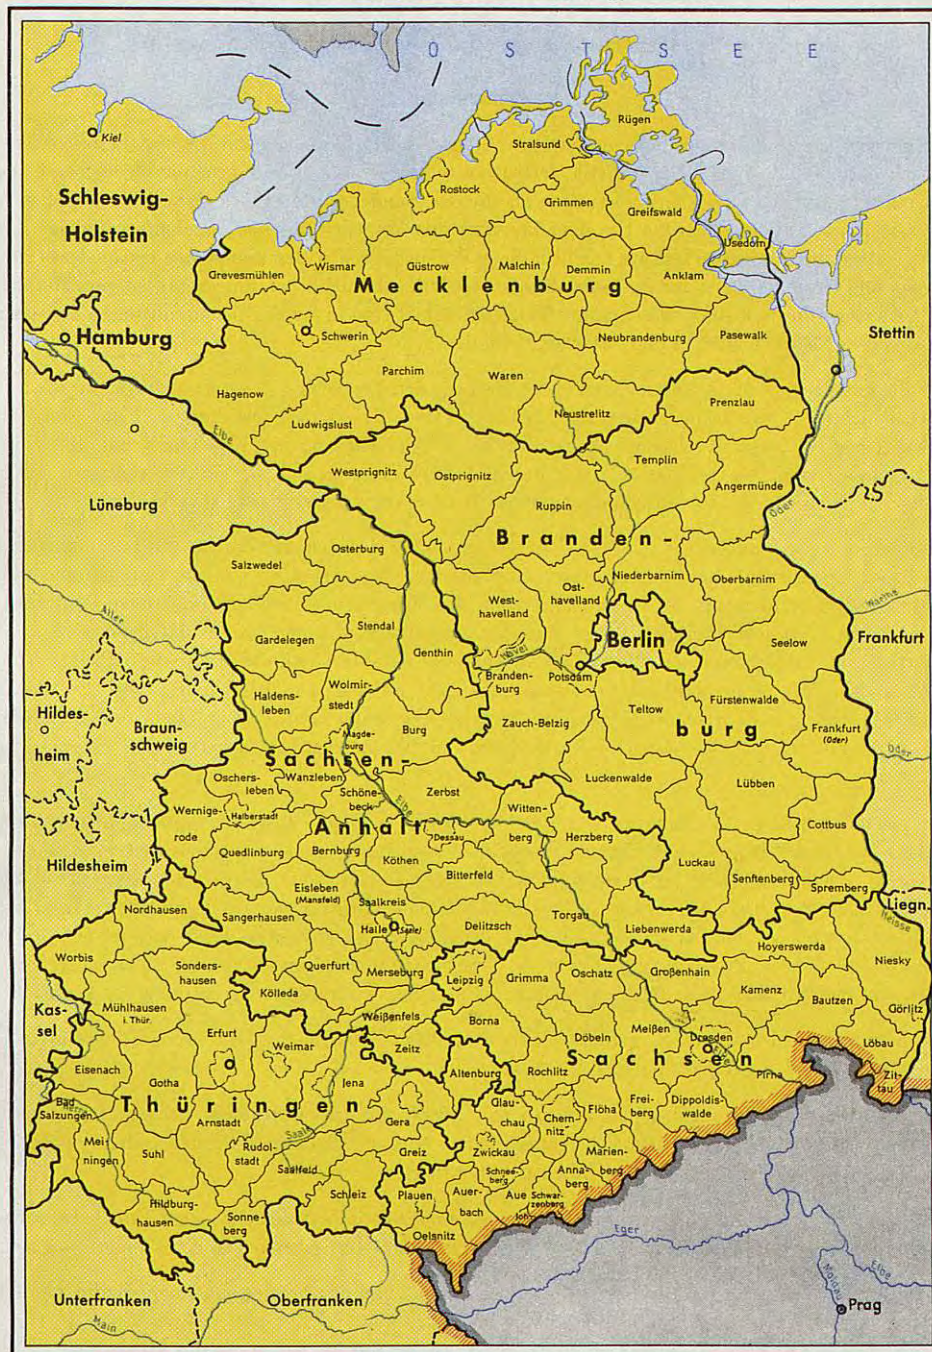 O S T S E E
Kiel
Rügen
Stralsund
Schleswig-
Holstein
Rostock
Grimmen
Greifswald
Usedom
Grevesmühlen
Wismar
Güstrow
Malchin
Demmin
Anklam
Mecklenburg
Hamburg
Schwerin
Neubrandenburg
Pasewalk
Stettin
Parchim
Waren
Hagenow
Neustrelitz
Prenzlau
Ludwigslust
Elbe
Westprignitz
Ostprignitz
Templin
Angermünde
Lüneburg
Ruppin
Oder
Branden-
Osterburg
Salzwedel
Niederbarnim
Oberbarnim
West-
havelland
Ost-
havelland
Aller
Warthe
Stendal
Gardelegen
Genthin
Havel
Berlin
Seelow
Frankfurt
Potsdam
Branden-
burg
Wolmir-
stedt
Haldens-
leben
Teltow
Fürstenwalde
Hildes-
heim
Braun-
schweig
Burg
Zauch-Belzig
burg
Frankfurt
(Oder)
Magde-
burg
Oder
Sachsen-
Anhalt
Oschers-
leben
Wanzleben
Schöne-
beck
Elbe
Zerbst
Luckenwalde
Lübben
Wernige-
rode
Halberstadt
Witten-
berg
Cottbus
Dessau
Herzberg
Quedlinburg
Bernburg
Köthen
Hildesheim
Luckau
Bitterfeld
Senftenberg
Spremberg
Eisleben
(Mansfeld)
Saalkreis
Nordhausen
Sangerhausen
Halle (Saale)
Delitzsch
Torgau
Liebenwerda
Liegn.
Neisse
Hoyerswerda
Worbis
Sonders-
hausen
Querfurt
Merseburg
Leipzig
Grimma
Oschatz
Großenhain
Niesky
Kölleda
Kamenz
Kas-
sel
Mühlhausen
i. Thür.
Weißenfels
Borna
Bautzen
Görlitz
Erfurt
Weimar
Zeitz
Döbeln
Meißen
Dresden
Löbau
Sachsen
Eisenach
Gotha
Jena
Altenburg
Rochlitz
Pirna
Zit-
tau
Bad
Salzungen
Werra
Thüringen
Glau-
chau
Chem-
nitz
Flöha
Frei-
berg
Dippoldis-
walde
Arnstadt
Saale
Gera
Mei-
ningen
Suhl
Rudol-
stadt
Greiz
Zwickau
Marien-
berg
Saalfeld
Schnee-
berg
Anna-
berg
Hildburg-
hausen
Schleiz
Plauen
Auer-
bach
Aue
Schwar-
zenberg
Joh.
Sonne-
berg
Oelsnitz
Eger
Elbe
Moldau
Unterfranken
Oberfranken
Prag
Main